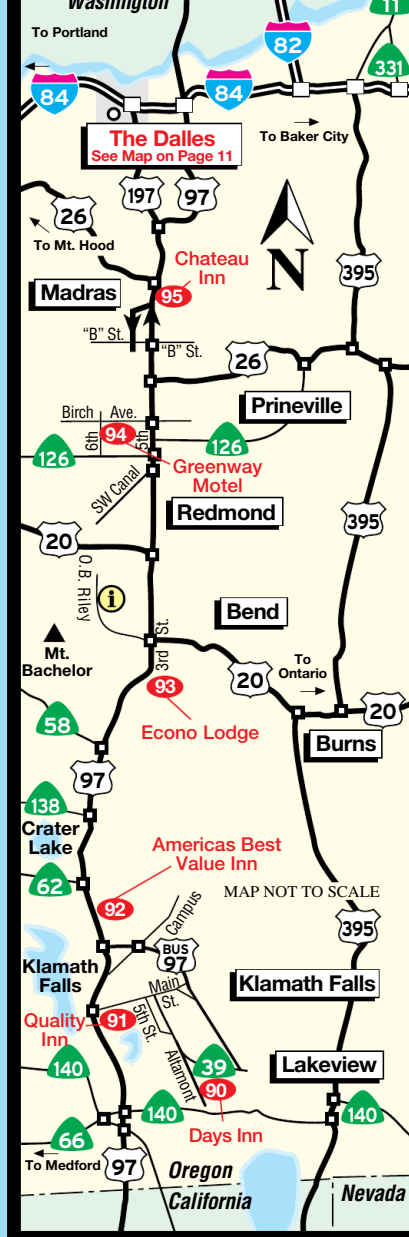 Washington
11
To Portland
82
331
84
84
The Dalles
See Map on Page 11
To Baker City
197
97
26
To Mt. Hood
N
Chateau
Inn
395
Madras
95
"B" St.
"B" St.
26
Prineville
Birch Ave.
6th
94
5th
126
126
Greenway
Motel
SW Canal
Redmond
395
20
O.B. Riley
i
Bend
3rd St.
Mt.
Bachelor
To
Ontario
93
20
20
58
Econo Lodge
Burns
97
138
Crater
Lake
Americas Best
Value Inn
62
92
Campus
MAP NOT TO SCALE
395
BUS
97
Klamath
Falls
Main
St.
Klamath Falls
Quality
Inn
91
5th St.
Altamont
39
Lakeview
140
90
140
140
Days Inn
66
To Medford
97
Oregon
California
Nevada